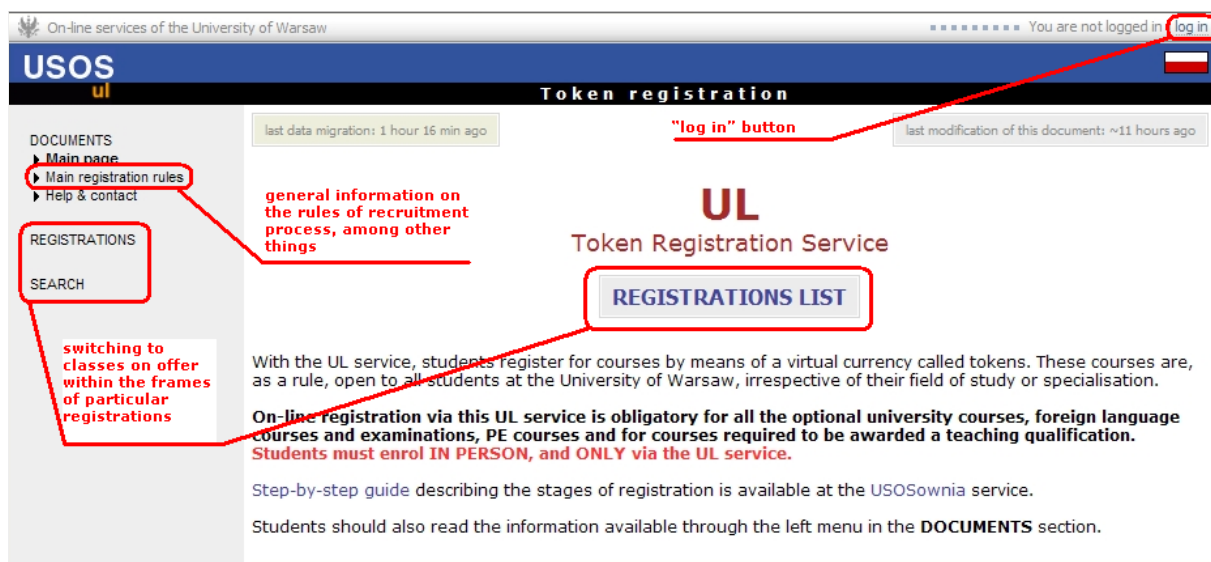 On-line services of the University of Warsaw
You are not logged in | log in
USOS
ul
Token registration
DOCUMENTS
Main page
Main registration rules
Help & contact
REGISTRATIONS
SEARCH
last data migration: 1 hour 16 min ago
"log in" button
last modification of this document: ~11 hours ago
general information on
the rules of recruitment
process, among other
things
UL
Token Registration Service
REGISTRATIONS LIST
switching to
classes on offer
within the frames
of particular
registrations
With the UL service, students register for courses by means of a virtual currency called tokens. These courses are,
as a rule, open to all students at the University of Warsaw, irrespective of their field of study or specialisation.
On-line registration via this UL service is obligatory for all the optional university courses, foreign language
courses and examinations, PE courses and for courses required to be awarded a teaching qualification.
Students must enrol IN PERSON, and ONLY via the UL service.
Step-by-step guide describing the stages of registration is available at the USOSownia service.
Students should also read the information available through the left menu in the DOCUMENTS section.